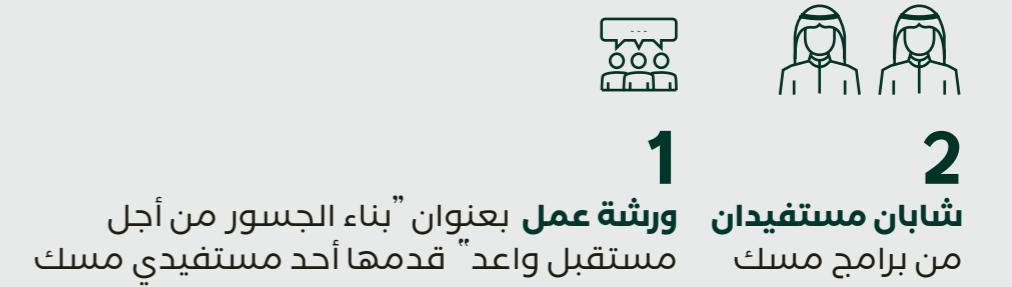 2
شابان مستفيدان
من برامج مسك
1
ورشة عمل بعنوان "بناء الجسور من أجل
مستقبل واعد" قدمها أحد مستفيدي مسك